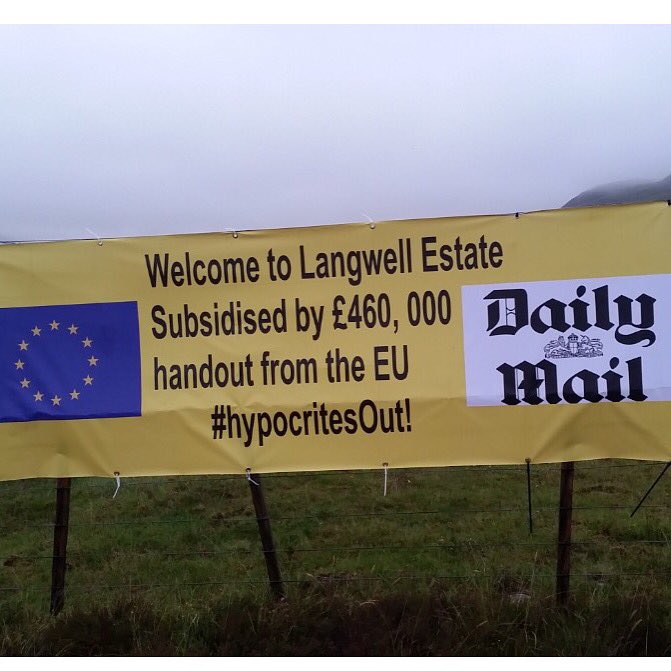 Welcome to Langwell Estate
Subsidised by £460, 000
handout from the EU
#hypocritesOut!
Daily
Mail